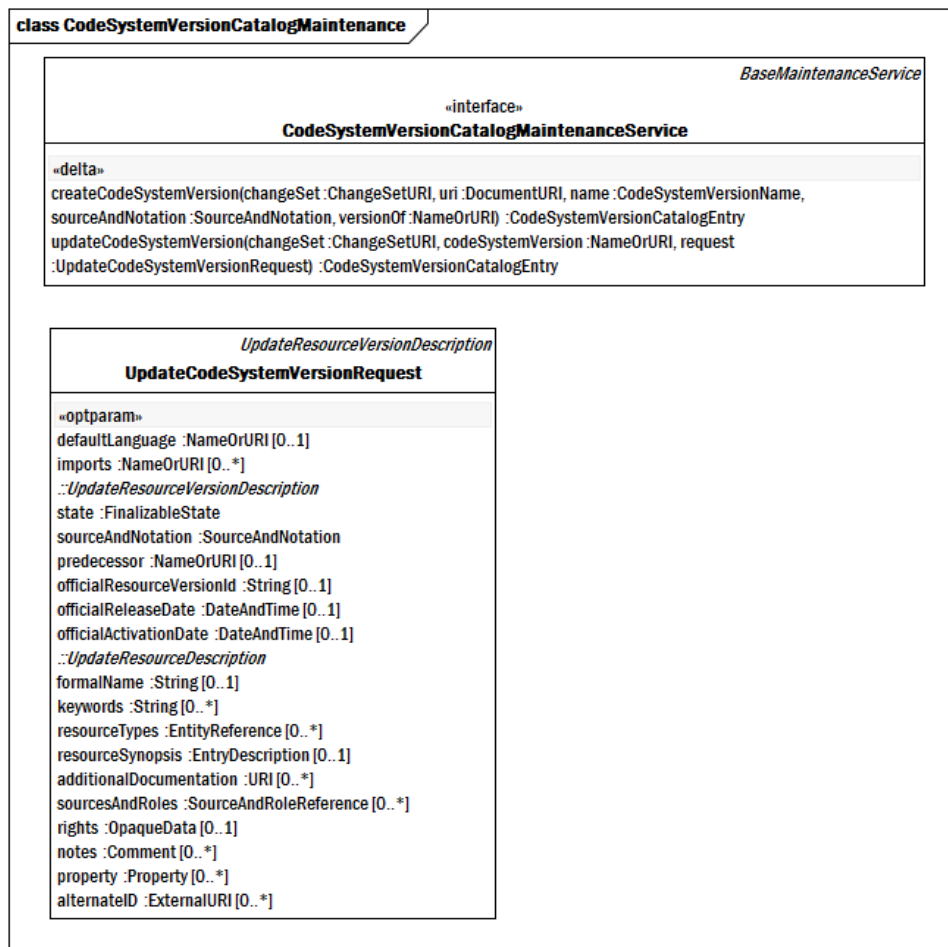 class CodeSystemVersionCatalogMaintenance
BaseMaintenanceService
«interface»
CodeSystemVersionCatalogMaintenanceService
«delta»
createCodeSystemVersion(changeSet :ChangeSetURI, uri :DocumentURI, name :CodeSystemVersionName,
sourceAndNotation :SourceAndNotation, versionOf :NameOrURI) :CodeSystemVersionCatalogEntry
updateCodeSystemVersion(changeSet :ChangeSetURI, codeSystemVersion :NameOrURI, request
:UpdateCodeSystemVersionRequest) :CodeSystemVersionCatalogEntry
UpdateResourceVersionDescription
UpdateCodeSystemVersionRequest
«optparam»
defaultLanguage :NameOrURI [0..1]
imports :NameOrURI [0..*]
::UpdateResourceVersionDescription
state :FinalizableState
sourceAndNotation :SourceAndNotation
predecessor :NameOrURI [0..1]
officialResourceVersionId :String [0..1]
officialReleaseDate :DateAndTime [0..1]
officialActivationDate :DateAndTime [0..1]
::UpdateResourceDescription
formalName :String [0..1]
keywords :String [0..*]
resourceTypes :EntityReference [0..*]
resourceSynopsis :EntryDescription [0..1]
additionalDocumentation :URI [0..*]
sourcesAndRoles :SourceAndRoleReference [0..*]
rights :OpaqueData [0..1]
notes :Comment [0..*]
property :Property [0..*]
alternateID :ExternalURI [0..*]